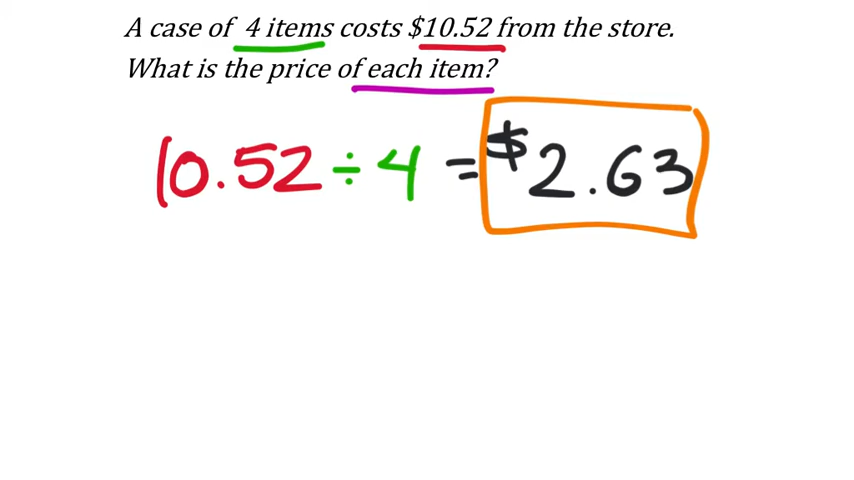 A case of 4 items costs $10.52 from the store.
What is the price of each item?
10.52 ÷ 4 = $2.63